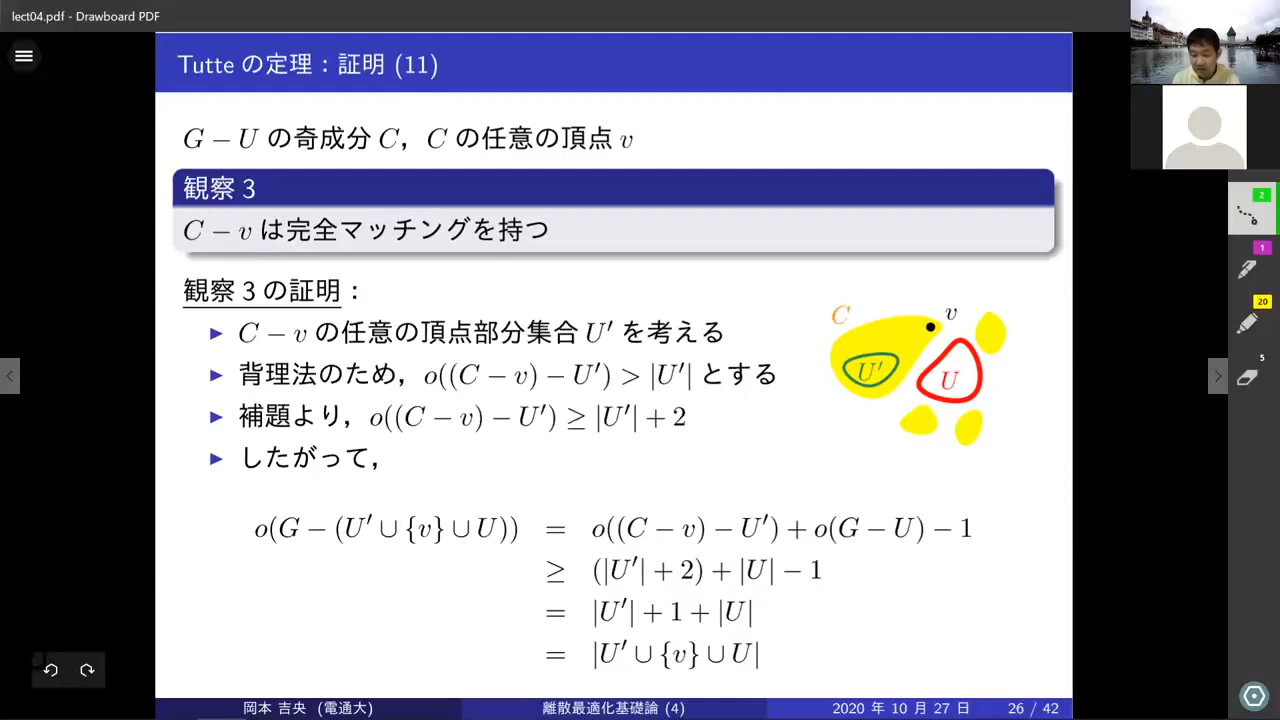 lect04.pdf - Drawboard PDF
Tutte の定理：証明 (11)
G − U の奇成分 C， C の任意の頂点 v
観察 3
C − v は完全マッチングを持つ
観察 3 の証明：
▶ C − v の任意の頂点部分集合 U′ を考える
▶ 背理法のため，o((C − v) − U′) > |U′| とする
▶ 補題より，o((C − v) − U′) ≥ |U′| + 2
▶ したがって，
C
v
U′
U
o(G − (U′ ∪ {v} ∪ U)) = o((C − v) − U′) + o(G − U) − 1
≥ (|U′| + 2) + |U| − 1
= |U′| + 1 + |U|
= |U′ ∪ {v} ∪ U|
岡本 吉央 (電通大) 離散最適化基礎論 (4) 2020 年 10 月 27 日 26 / 42
2
1
20
5